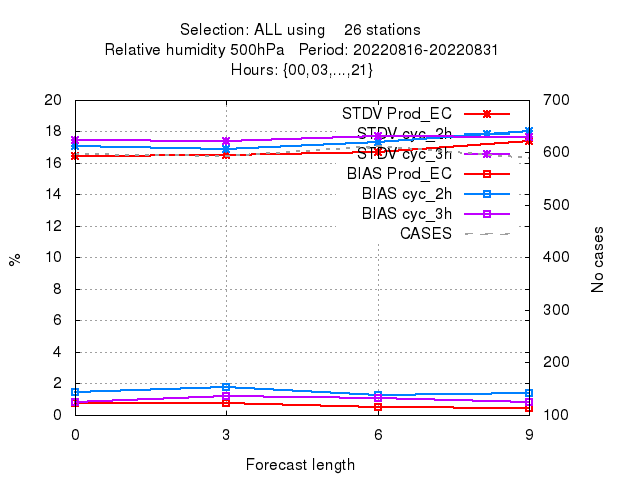 Selection: ALL using    26 stations
Relative humidity 500hPa   Period: 20220816-20220831
Hours: {00,03,...,21}
20
18
16
14
12
10
8
6
4
2
0
%
700
600
500
400
300
200
100
No cases
STDV Prod_EC
STDV cyc_2h
STDV cyc_3h
BIAS Prod_EC
BIAS cyc_2h
BIAS cyc_3h
CASES
0 3 6 9
Forecast length